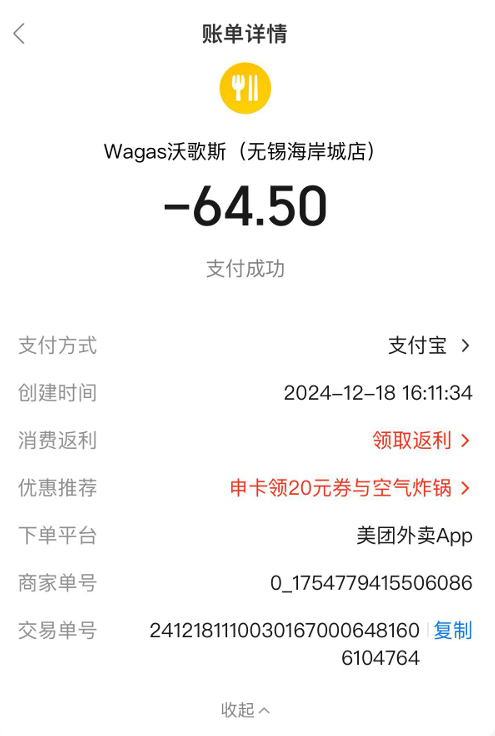 账单详情
Wagas沃歌斯（无锡海岸城店）
-64.50
支付成功
支付方式 支付宝
创建时间 2024-12-18 16:11:34
消费返利 领取返利
优惠推荐 申卡领20元券与空气炸锅
下单平台 美团外卖App
商家单号 0_1754779415506086
交易单号 24121811100301670006481​60 复制
6104764
收起